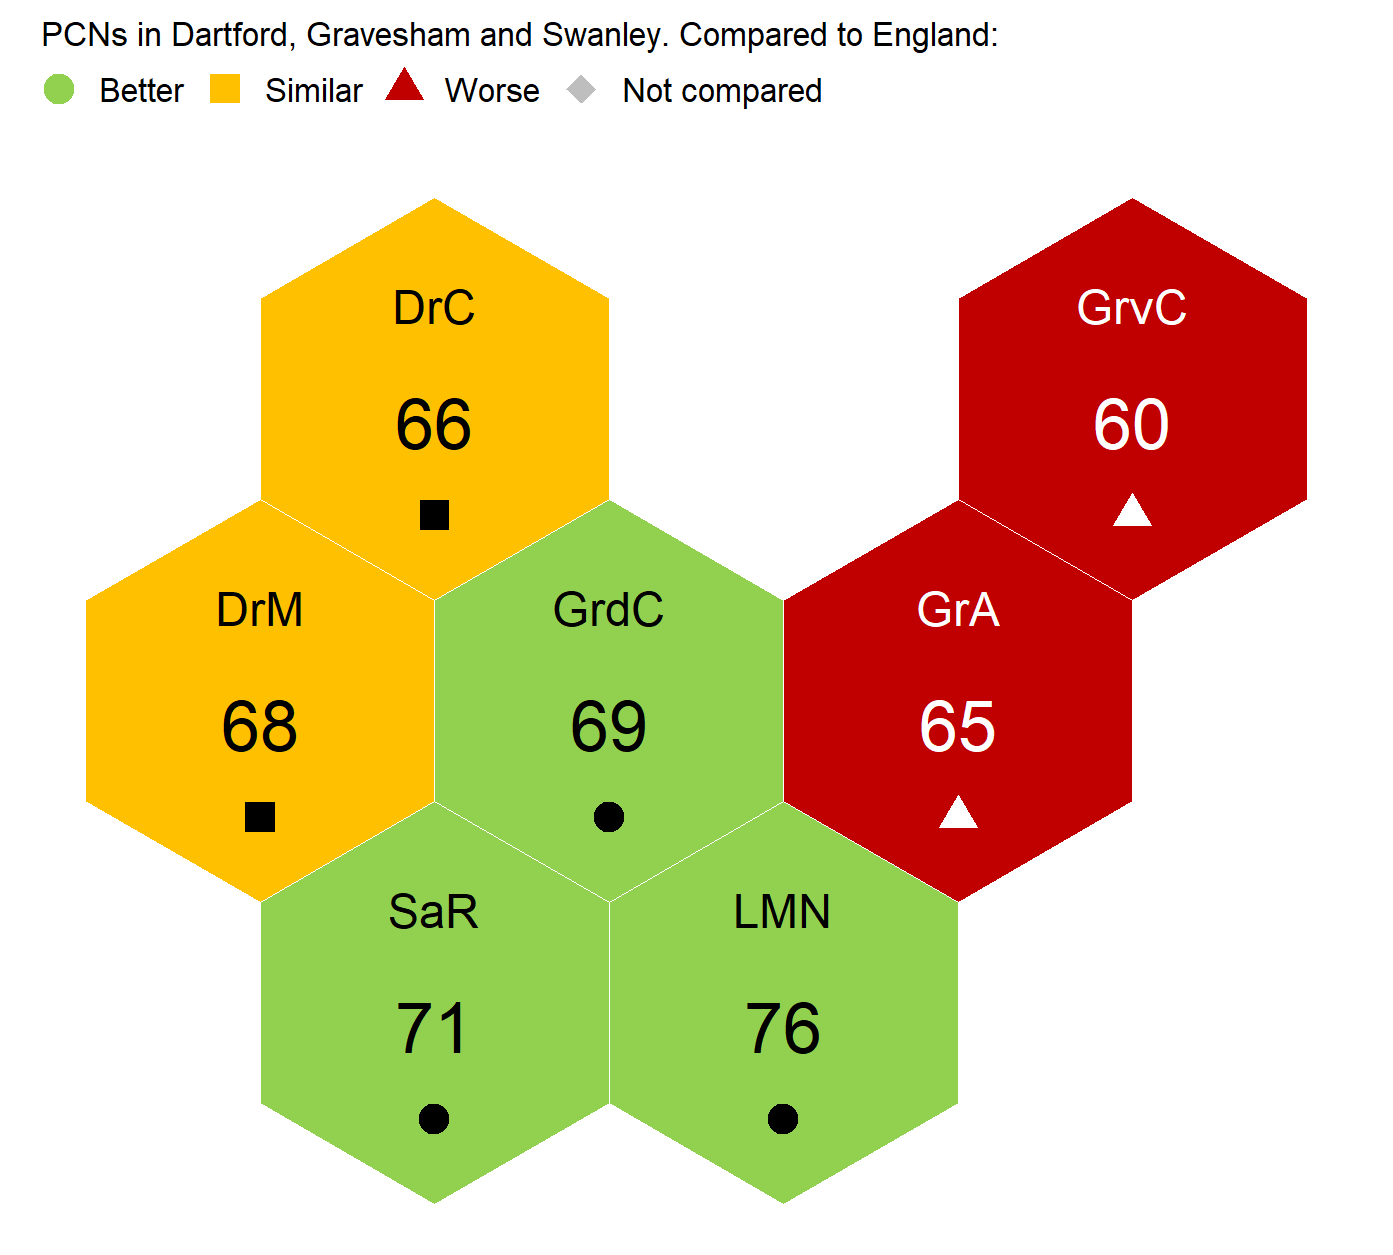 PCNs in Dartford, Gravesham and Swanley. Compared to England:
Better Similar Worse Not compared
DrC
66
GrvC
60
DrM
68
GrdC
69
GrA
65
SaR
71
LMN
76